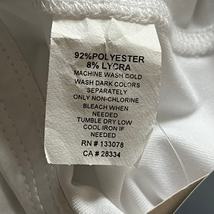 92%POLYESTER
8% LYCRA
MACHINE WASH COLD
WASH DARK COLORS
SEPARATELY
ONLY NON-CHLORINE
BLEACH WHEN
NEEDED
TUMBLE DRY LOW
COOL IRON IF
NEEDED
RN # 133078
CA # 28334